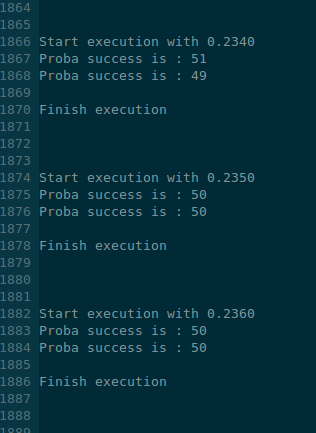 1864
1865
1866 Start execution with 0.2340
1867 Proba success is : 51
1868 Proba success is : 49
1869
1870 Finish execution
1871
1872
1873
1874 Start execution with 0.2350
1875 Proba success is : 50
1876 Proba success is : 50
1877
1878 Finish execution
1879
1880
1881
1882 Start execution with 0.2360
1883 Proba success is : 50
1884 Proba success is : 50
1885
1886 Finish execution
1887
1888
1889